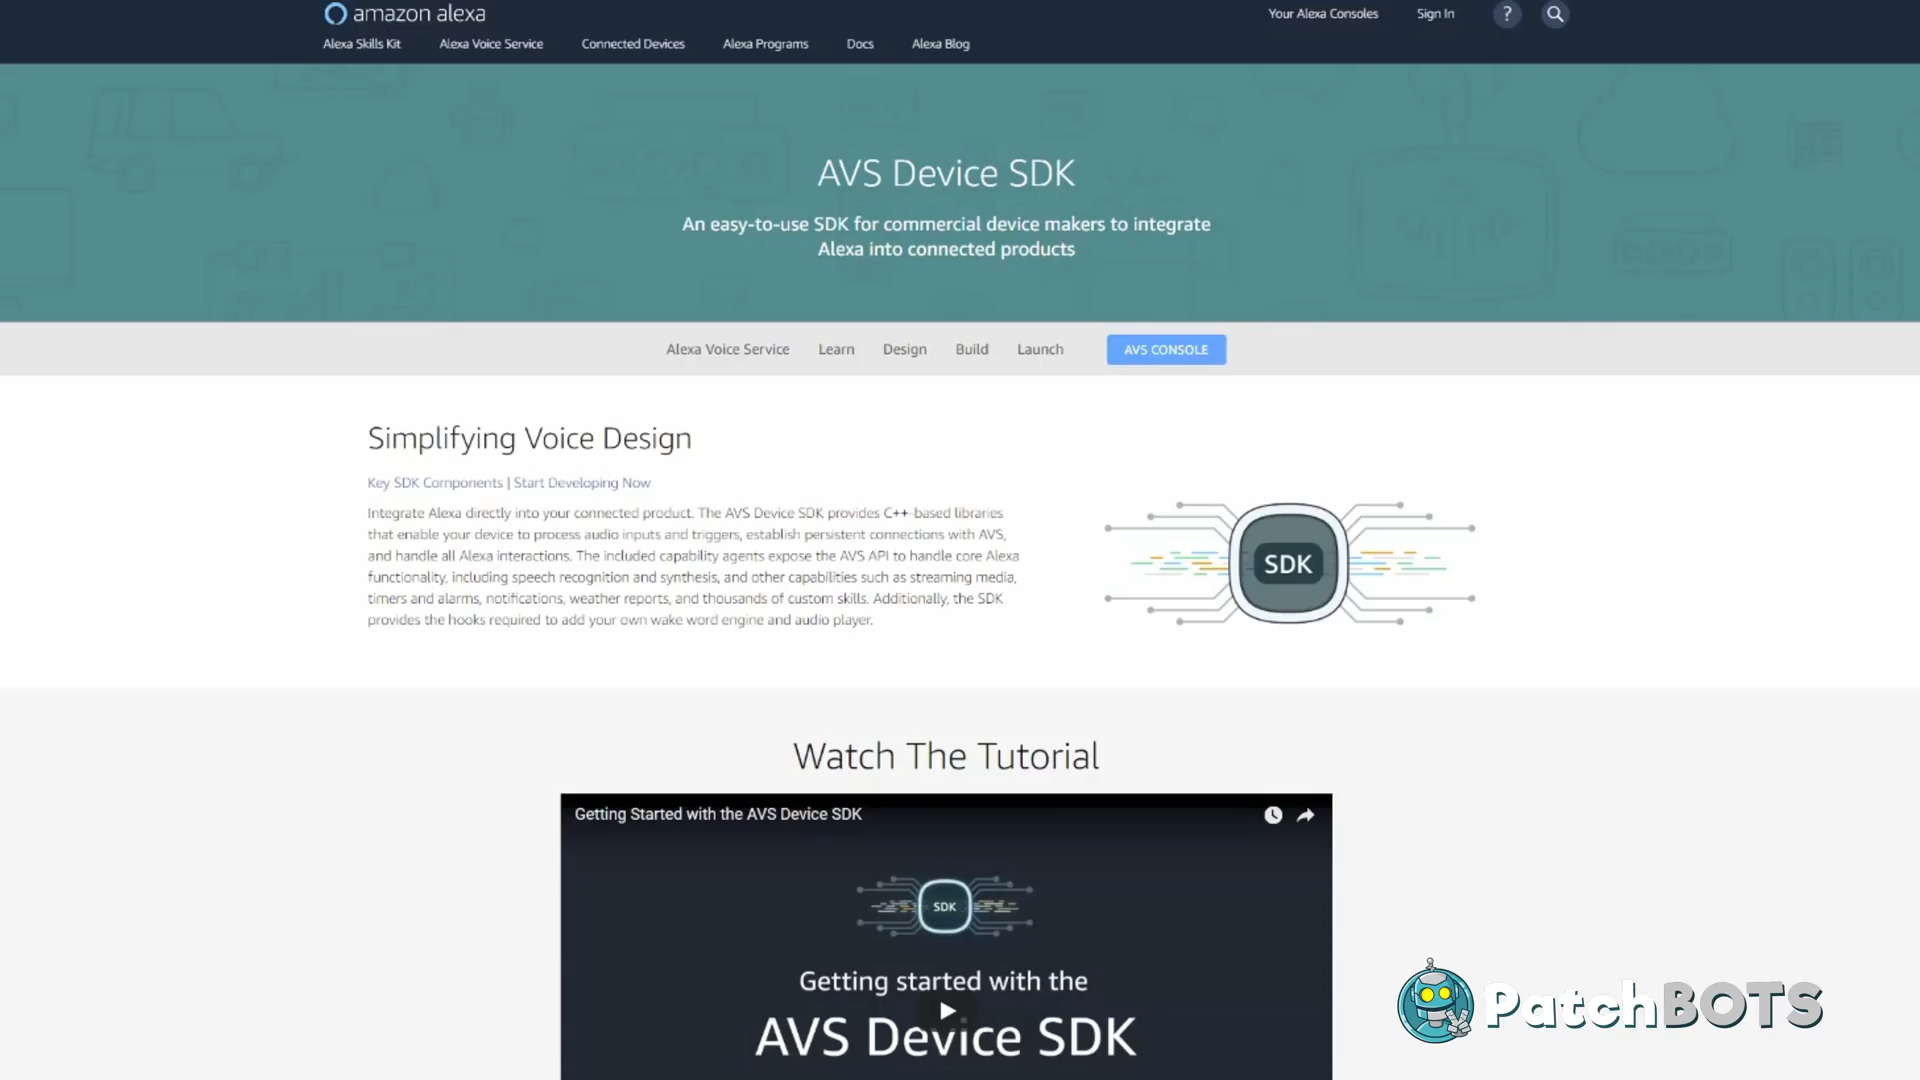 amazon alexa
Your Alexa Consoles
Sign In
?
Alexa Skills Kit
Alexa Voice Service
Connected Devices
Alexa Programs
Docs
Alexa Blog
AVS Device SDK
An easy-to-use SDK for commercial device makers to integrate
Alexa into connected products
Alexa Voice Service
Learn
Design
Build
Launch
AVS CONSOLE
Simplifying Voice Design
Key SDK Components | Start Developing Now
Integrate Alexa directly into your connected product. The AVS Device SDK provides C++-based libraries
that enable your device to process audio inputs and triggers, establish persistent connections with AVS,
and handle all Alexa interactions. The included capability agents expose the AVS API to handle core Alexa
functionality, including speech recognition and synthesis, and other capabilities such as streaming media,
timers and alarms, notifications, weather reports, and thousands of custom skills. Additionally, the SDK
provides the hooks required to add your own wake word engine and audio player.
SDK
Watch The Tutorial
Getting Started with the AVS Device SDK
SDK
Getting started with the
AVS Device SDK
PatchBOTS